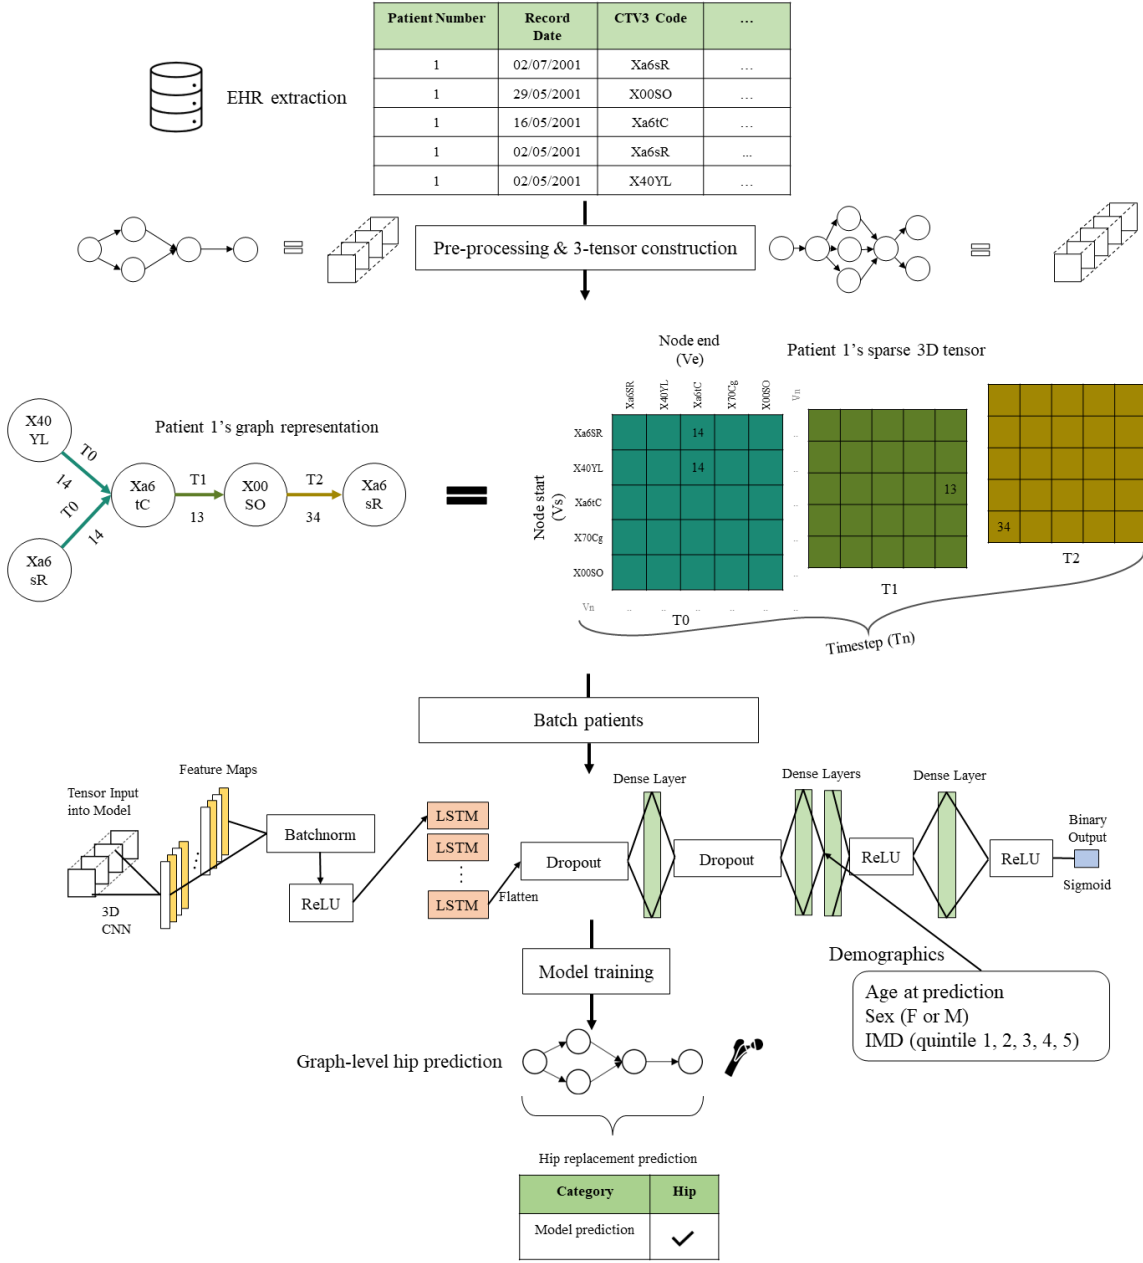 Patient Number Record Date CTV3 Code ...
1 02/07/2001 Xa6sR ...
1 29/05/2001 X00SO ...
1 16/05/2001 Xa6tC ...
1 02/05/2001 Xa6sR ...
1 02/05/2001 X40YL ...
EHR extraction
Pre-processing & 3-tensor construction
Node end
(Ve)
Patient 1's sparse 3D tensor
Xa6SR X40YL Xa6tC X70Cg X00SO Vn
Node start
(Vs)
Xa6SR 14 ..
X40YL 14 ..
Xa6tC
X70Cg ..
X00SO ..
Vn .. .. .. .. .. ..
T0
13
T1
34
T2
Timestep (Tn)
Patient 1's graph representation
X40
YL
T0
14
T0
14
Xa6
sR
Xa6
tC
T1
13
X00
SO
T2
34
Xa6
sR
Batch patients
Tensor Input
into Model
3D
CNN
Feature Maps
Batchnorm
ReLU
LSTM
LSTM
LSTM
Flatten
Dropout
Dense Layer
Dropout
Dense Layers
ReLU
Dense Layer
ReLU
Binary
Output
Sigmoid
Demographics
Age at prediction
Sex (F or M)
IMD (quintile 1, 2, 3, 4, 5)
Model training
Graph-level hip prediction
Hip replacement prediction
Category Hip
Model prediction